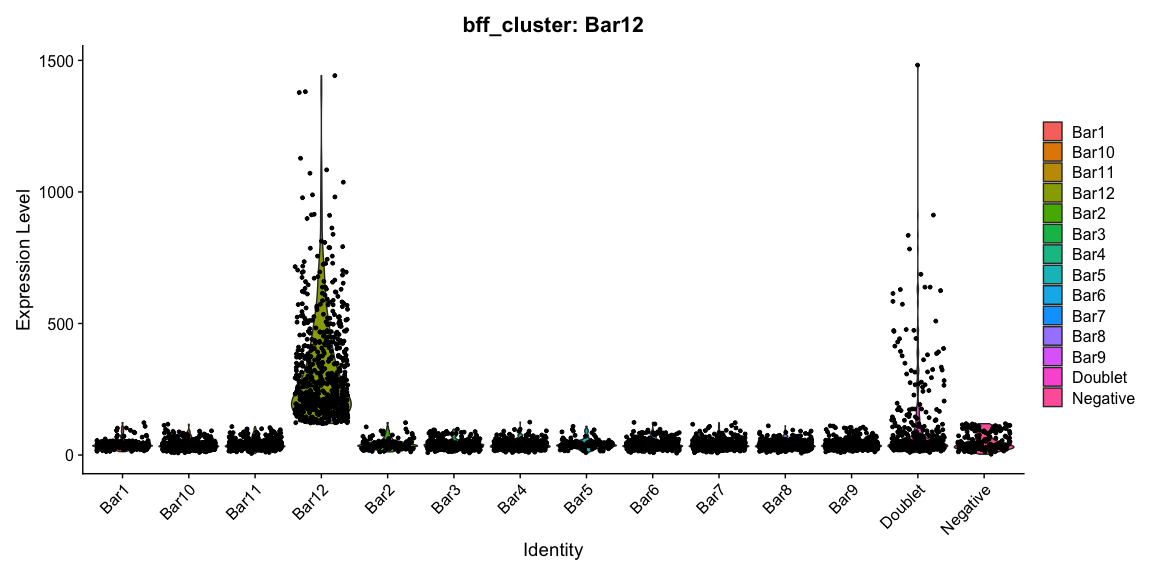 bff_cluster: Bar12
Expression Level
1500
1000
500
0
Bar1
Bar10
Bar11
Bar12
Bar2
Bar3
Bar4
Bar5
Bar6
Bar7
Bar8
Bar9
Doublet
Negative
Identity
Bar1
Bar10
Bar11
Bar12
Bar2
Bar3
Bar4
Bar5
Bar6
Bar7
Bar8
Bar9
Doublet
Negative